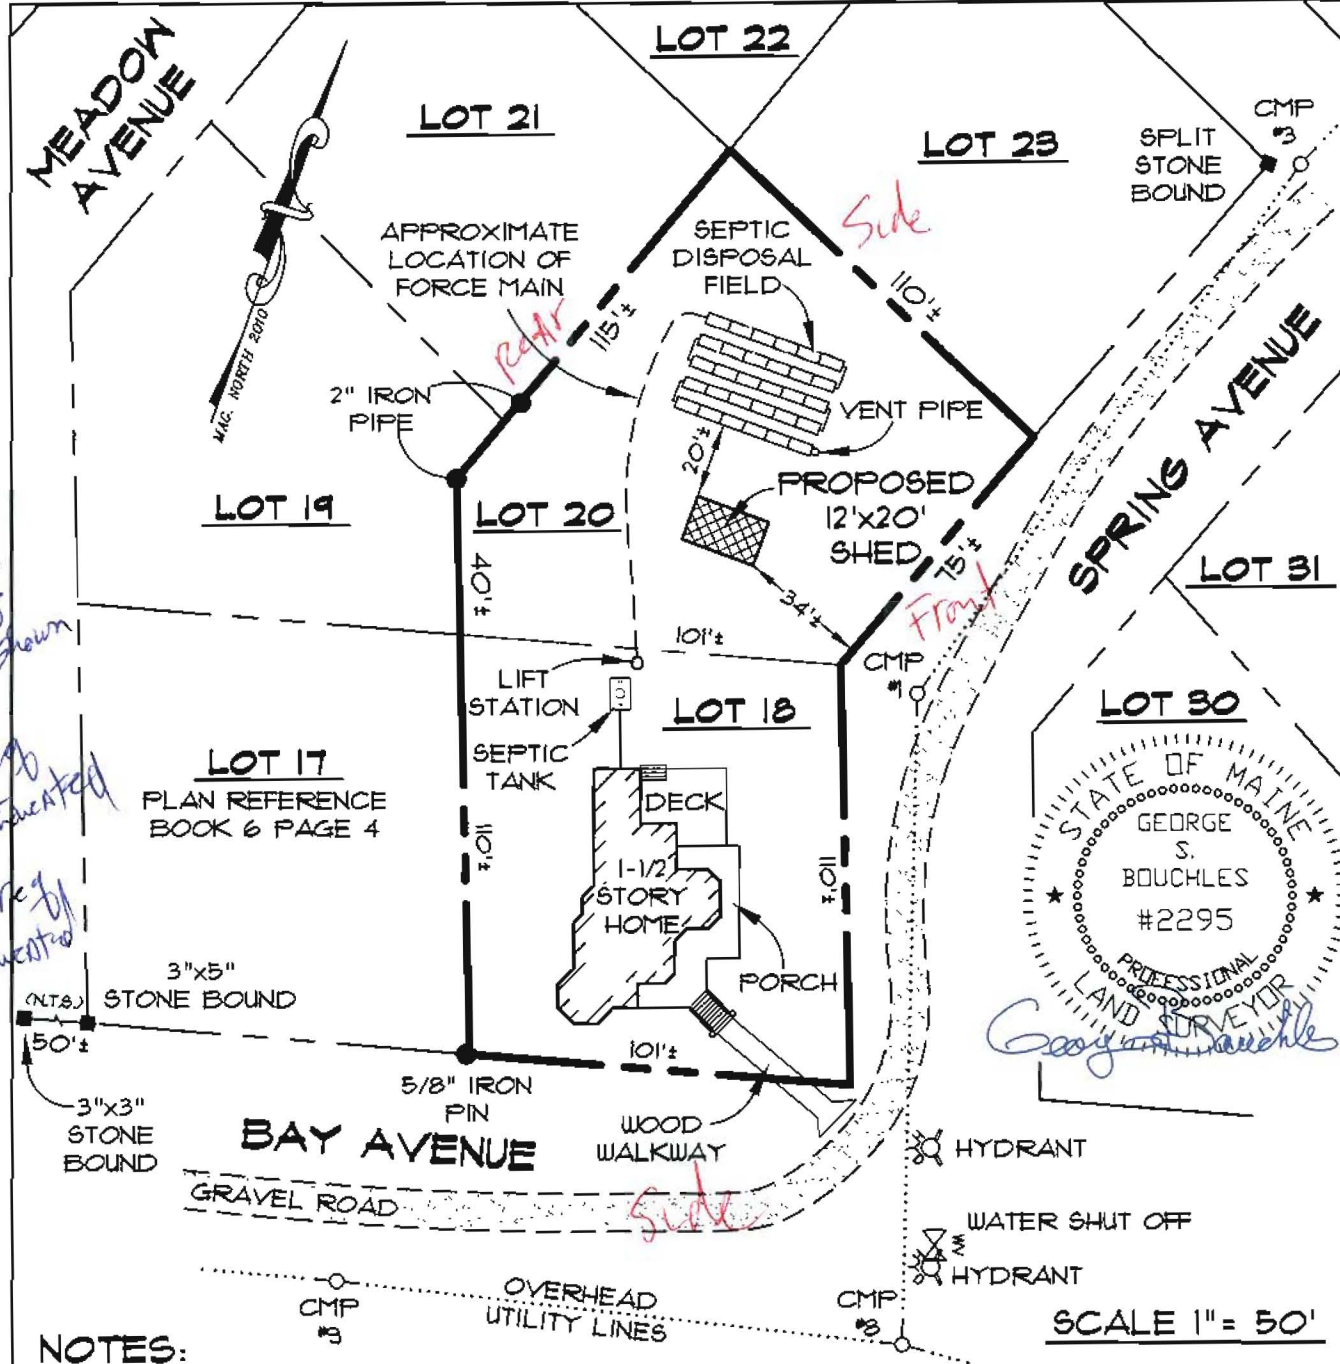 MEADOW
AVENUE
LOT 22
LOT 21
LOT 23
CMP
#3
SPLIT
STONE
BOUND
Side
APPROXIMATE
LOCATION OF
FORCE MAIN
SEPTIC
DISPOSAL
FIELD
110'±
115'±
Rear
MAG. NORTH 2010
2" IRON
PIPE
VENT PIPE
20'±
PROPOSED
12'x20'
SHED
SPRING AVENUE
LOT 19
LOT 20
40'±
75'±
LOT 31
34'±
Front
Shown
101'±
CMP
#1
LIFT
STATION
LOT 18
LOT 30
SEPTIC
TANK
LOT 17
PLAN REFERENCE
BOOK 6 PAGE 4
DECK
110'±
1-1/2
STORY
HOME
110'±
STATE OF MAINE
GEORGE
S.
BOUCHLES
#2295
PROFESSIONAL
LAND SURVEYOR
George Bouchles
PORCH
3"x5"
STONE BOUND
(N.T.S.)
50'±
101'±
5/8" IRON
PIN
3"x3"
STONE
BOUND
BAY AVENUE
WOOD
WALKWAY
HYDRANT
GRAVEL ROAD
Side
WATER SHUT OFF
WV
HYDRANT
CMP
#9
OVERHEAD
UTILITY LINES
CMP
#8
SCALE 1" = 50'
NOTES: